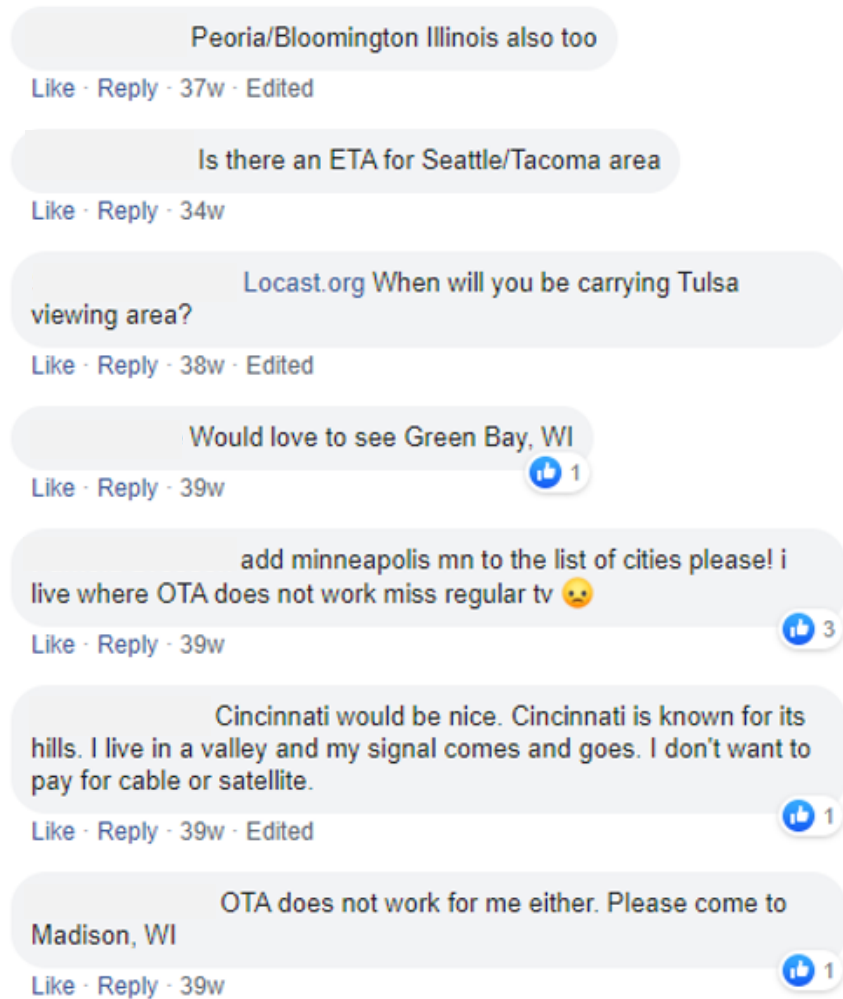 Peoria/Bloomington Illinois also too
Like · Reply · 37w · Edited
Is there an ETA for Seattle/Tacoma area
Like · Reply · 34w
Locast.org When will you be carrying Tulsa
viewing area?
Like · Reply · 38w · Edited
Would love to see Green Bay, WI
1
Like · Reply · 39w
add minneapolis mn to the list of cities please! i
live where OTA does not work miss regular tv 😞
3
Like · Reply · 39w
Cincinnati would be nice. Cincinnati is known for its
hills. I live in a valley and my signal comes and goes. I don't want to
pay for cable or satellite.
1
Like · Reply · 39w · Edited
OTA does not work for me either. Please come to
Madison, WI
1
Like · Reply · 39w